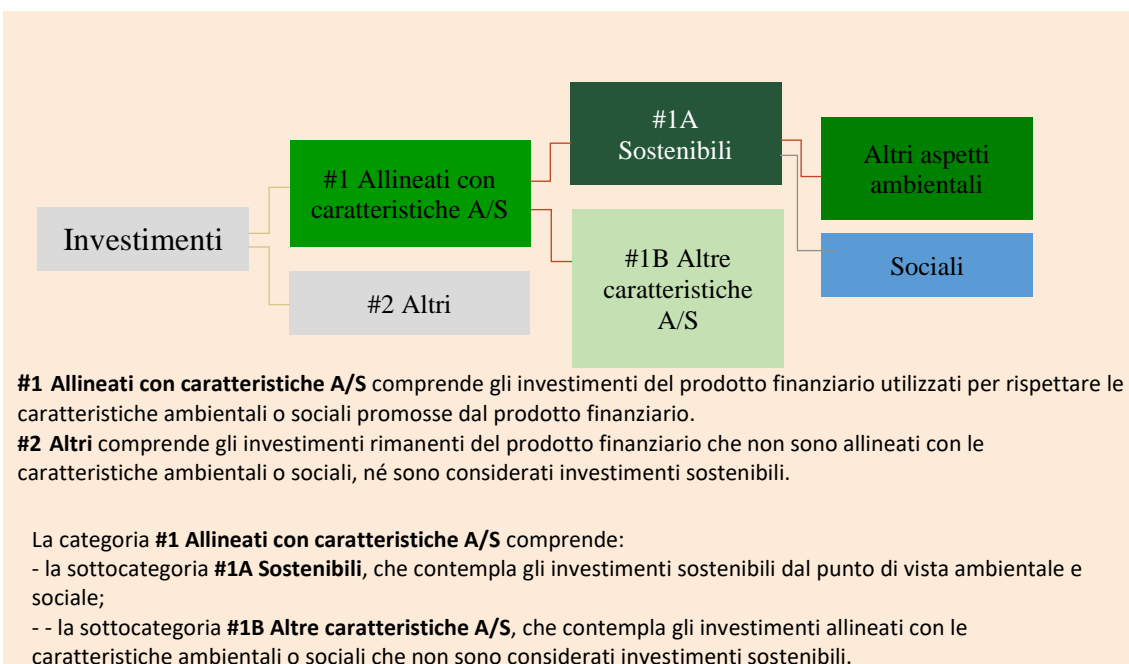 #1A
Sostenibili
Altri aspetti
ambientali
#1 Allineati con
caratteristiche A/S
Investimenti
#1B Altre
caratteristiche
A/S
Sociali
#2 Altri
#1 Allineati con caratteristiche A/S comprende gli investimenti del prodotto finanziario utilizzati per rispettare le
caratteristiche ambientali o sociali promosse dal prodotto finanziario.
#2 Altri comprende gli investimenti rimanenti del prodotto finanziario che non sono allineati con le
caratteristiche ambientali o sociali, né sono considerati investimenti sostenibili.
La categoria #1 Allineati con caratteristiche A/S comprende:
- la sottocategoria #1A Sostenibili, che contempla gli investimenti sostenibili dal punto di vista ambientale e
sociale;
- - la sottocategoria #1B Altre caratteristiche A/S, che contempla gli investimenti allineati con le
caratteristiche ambientali o sociali che non sono considerati investimenti sostenibili.